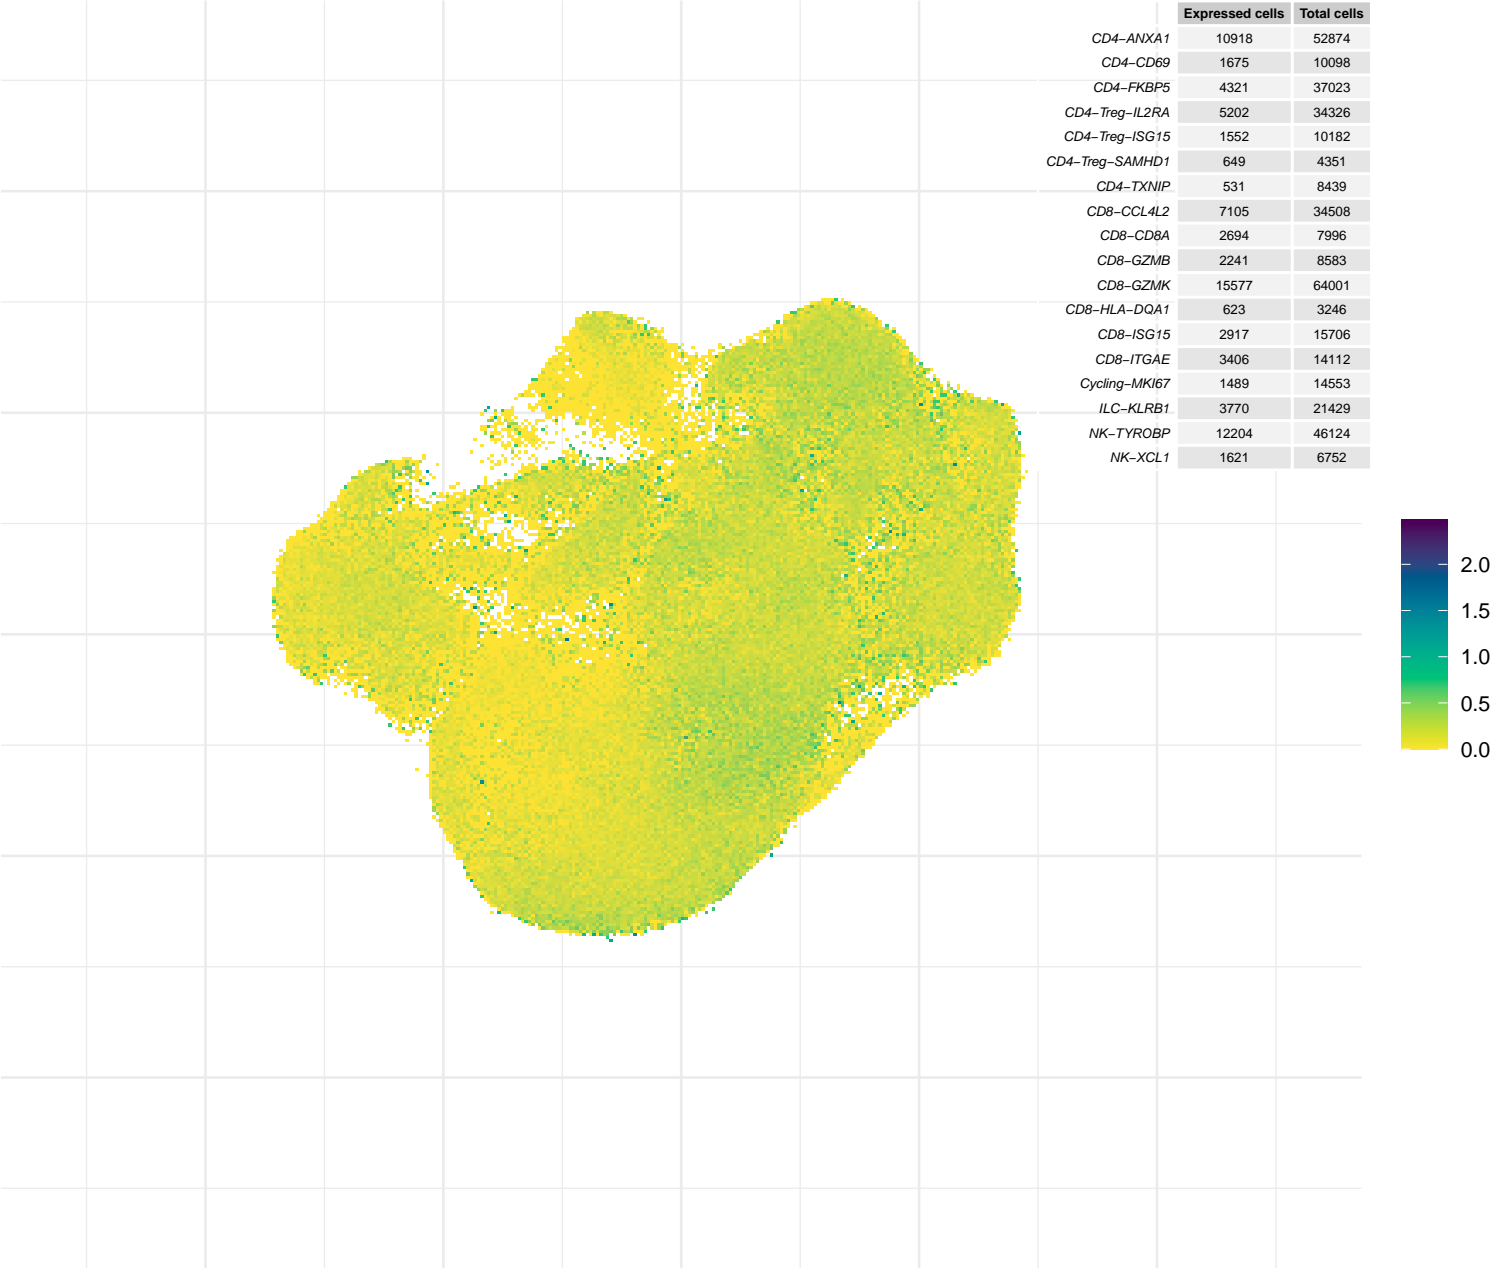 Expressed cells Total cells
CD4−ANXA1 10918 52874
CD4−CD69 1675 10098
CD4−FKBP5 4321 37023
CD4−Treg−IL2RA 5202 34326
CD4−Treg−ISG15 1552 10182
CD4−Treg−SAMHD1 649 4351
CD4−TXNIP 531 8439
CD8−CCL4L2 7105 34508
CD8−CD8A 2694 7996
CD8−GZMB 2241 8583
CD8−GZMK 15577 64001
CD8−HLA−DQA1 623 3246
CD8−ISG15 2917 15706
CD8−ITGAE 3406 14112
Cycling−MKI67 1489 14553
ILC−KLRB1 3770 21429
NK−TYROBP 12204 46124
NK−XCL1 1621 6752
2.0
1.5
1.0
0.5
0.0